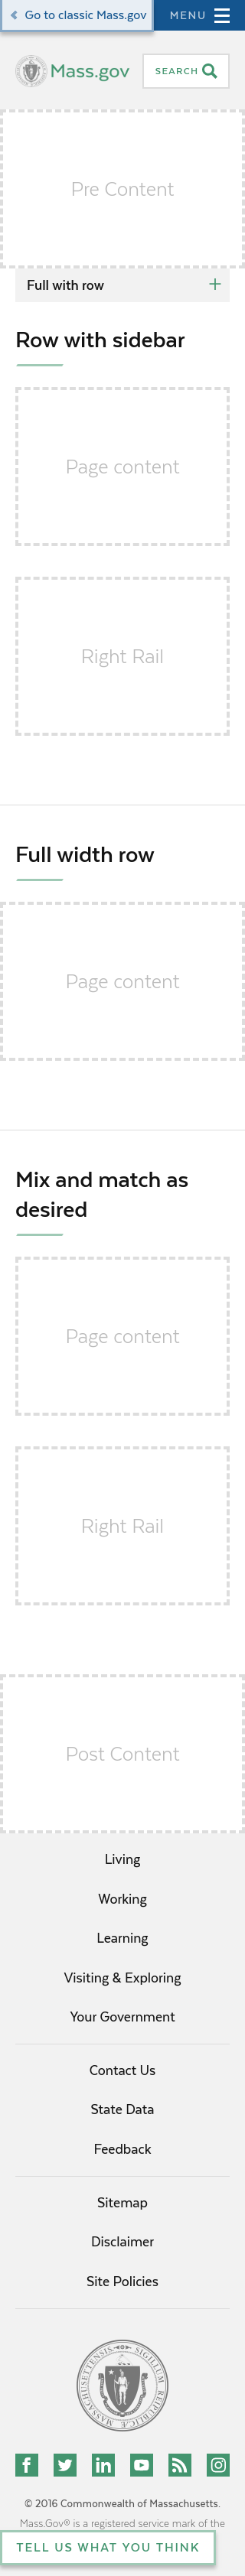 Go to classic Mass.gov
MENU
Mass.gov
SEARCH
Pre Content
Full with row
Row with sidebar
Page content
Right Rail
Full width row
Page content
Mix and match as
desired
Page content
Right Rail
Post Content
Living
Working
Learning
Visiting & Exploring
Your Government
Contact Us
State Data
Feedback
Sitemap
Disclaimer
Site Policies
© 2016 Commonwealth of Massachusetts.
Mass.Gov® is a registered service mark of the
TELL US WHAT YOU THINK